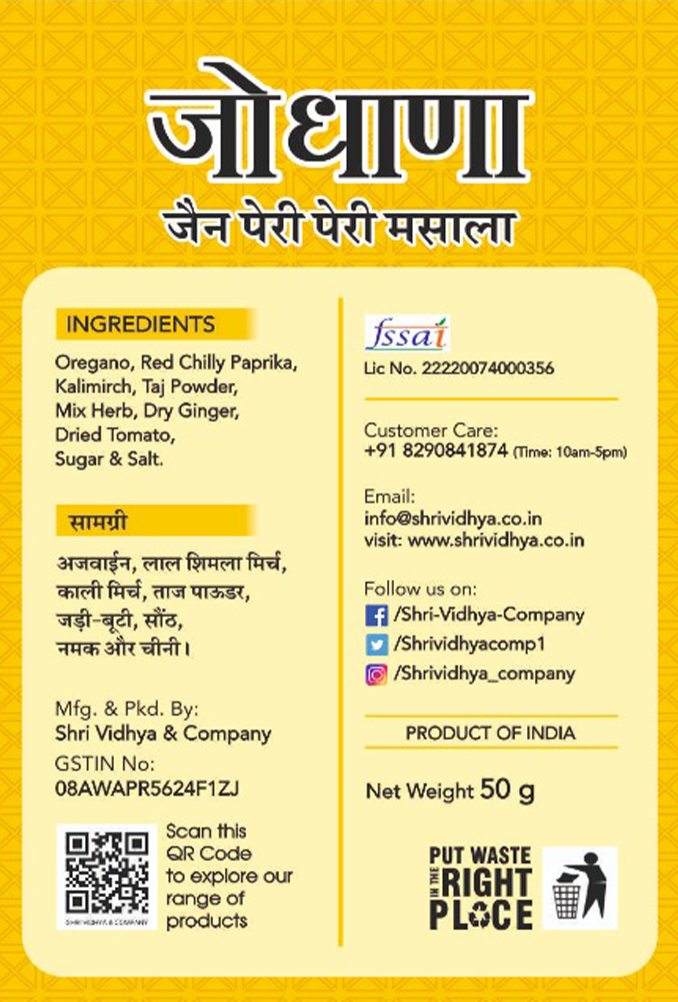 जोधाणा
जैन पेरी पेरी मसाला
INGREDIENTS
Oregano, Red Chilly Paprika,
Kalimirch, Taj Powder,
Mix Herb, Dry Ginger,
Dried Tomato,
Sugar & Salt.
सामग्री
अजवाईन, लाल शिमला मिर्च,
काली मिर्च, ताज पाऊडर,
जड़ी-बूटी, सौंठ,
नमक और चीनी।
Mfg. & Pkd. By:
Shri Vidhya & Company
GSTIN No:
08AWAPR5624F1ZJ
SHRI VIDHYA & COMPANY
Scan this
QR Code
to explore our
range of
products
fssai
Lic No. 22220074000356
Customer Care:
+91 8290841874 (Time: 10am-5pm)
Email:
info@shrividhya.co.in
visit: www.shrividhya.co.in
Follow us on:
/Shri-Vidhya-Company
/Shrividhyacomp1
/Shrividhya_company
PRODUCT OF INDIA
Net Weight 50 g
PUT WASTE
IN THE RIGHT
PLACE